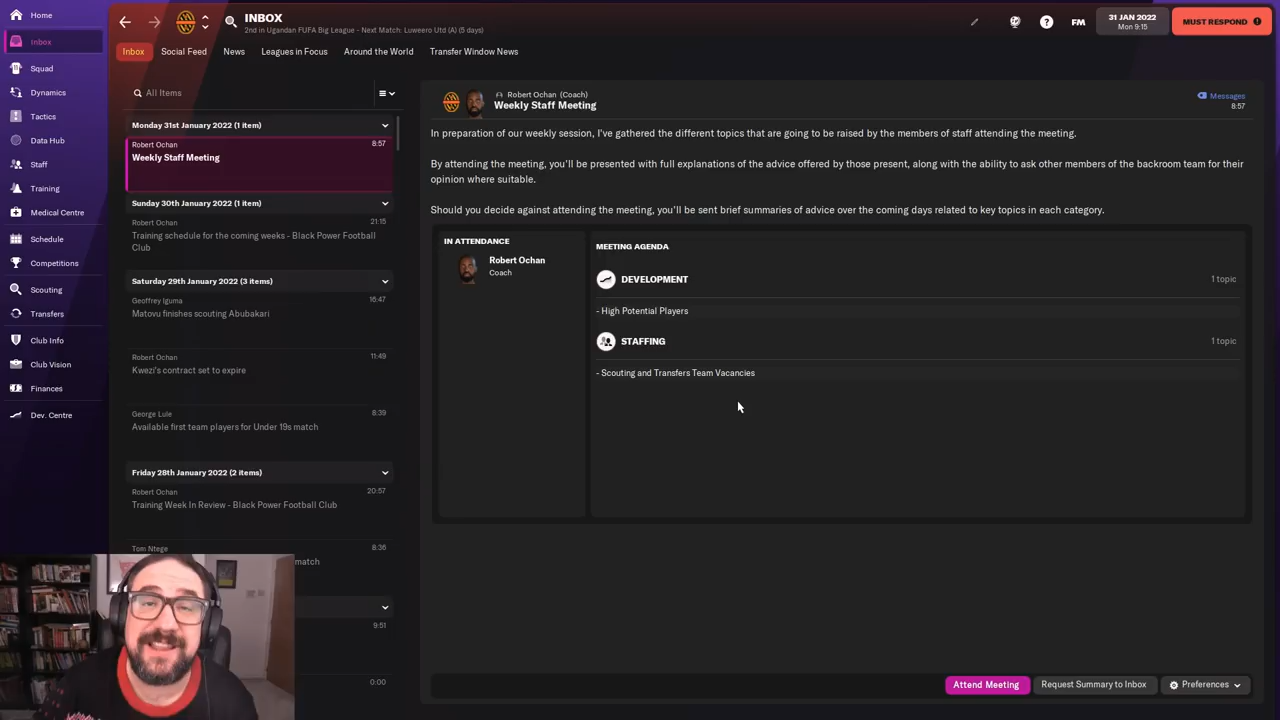 Home
Inbox
Squad
Dynamics
Tactics
Data Hub
Staff
Training
Medical Centre
Schedule
Competitions
Scouting
Transfers
Club Info
Club Vision
Finances
Dev. Centre
INBOX
2nd in Ugandan FUFA Big League - Next Match: Luweero Utd (A) (5 days)
FM
31 JAN 2022
Mon 9:15
MUST RESPOND
Inbox
Social Feed
News
Leagues in Focus
Around the World
Transfer Window News
All Items
Monday 31st January 2022 (1 item)
Robert Ochan
8:57
Weekly Staff Meeting
Sunday 30th January 2022 (1 item)
Robert Ochan
21:15
Training schedule for the coming weeks - Black Power Football
Club
Saturday 29th January 2022 (3 items)
Geoffrey Iguma
16:47
Matovu finishes scouting Abubakari
Robert Ochan
11:49
Kwezi's contract set to expire
George Lule
8:39
Available first team players for Under 19s match
Friday 28th January 2022 (2 items)
Robert Ochan
20:57
Training Week In Review - Black Power Football Club
Tom Ntege
8:36
match
9:51
0:00
Robert Ochan (Coach)
Weekly Staff Meeting
Messages
8:57
In preparation of our weekly session, I've gathered the different topics that are going to be raised by the members of staff attending the meeting.
By attending the meeting, you'll be presented with full explanations of the advice offered by those present, along with the ability to ask other members of the backroom team for their
opinion where suitable.
Should you decide against attending the meeting, you'll be sent brief summaries of advice over the coming days related to key topics in each category.
IN ATTENDANCE
Robert Ochan
Coach
MEETING AGENDA
DEVELOPMENT
1 topic
- High Potential Players
STAFFING
1 topic
- Scouting and Transfers Team Vacancies
Attend Meeting
Request Summary to Inbox
Preferences